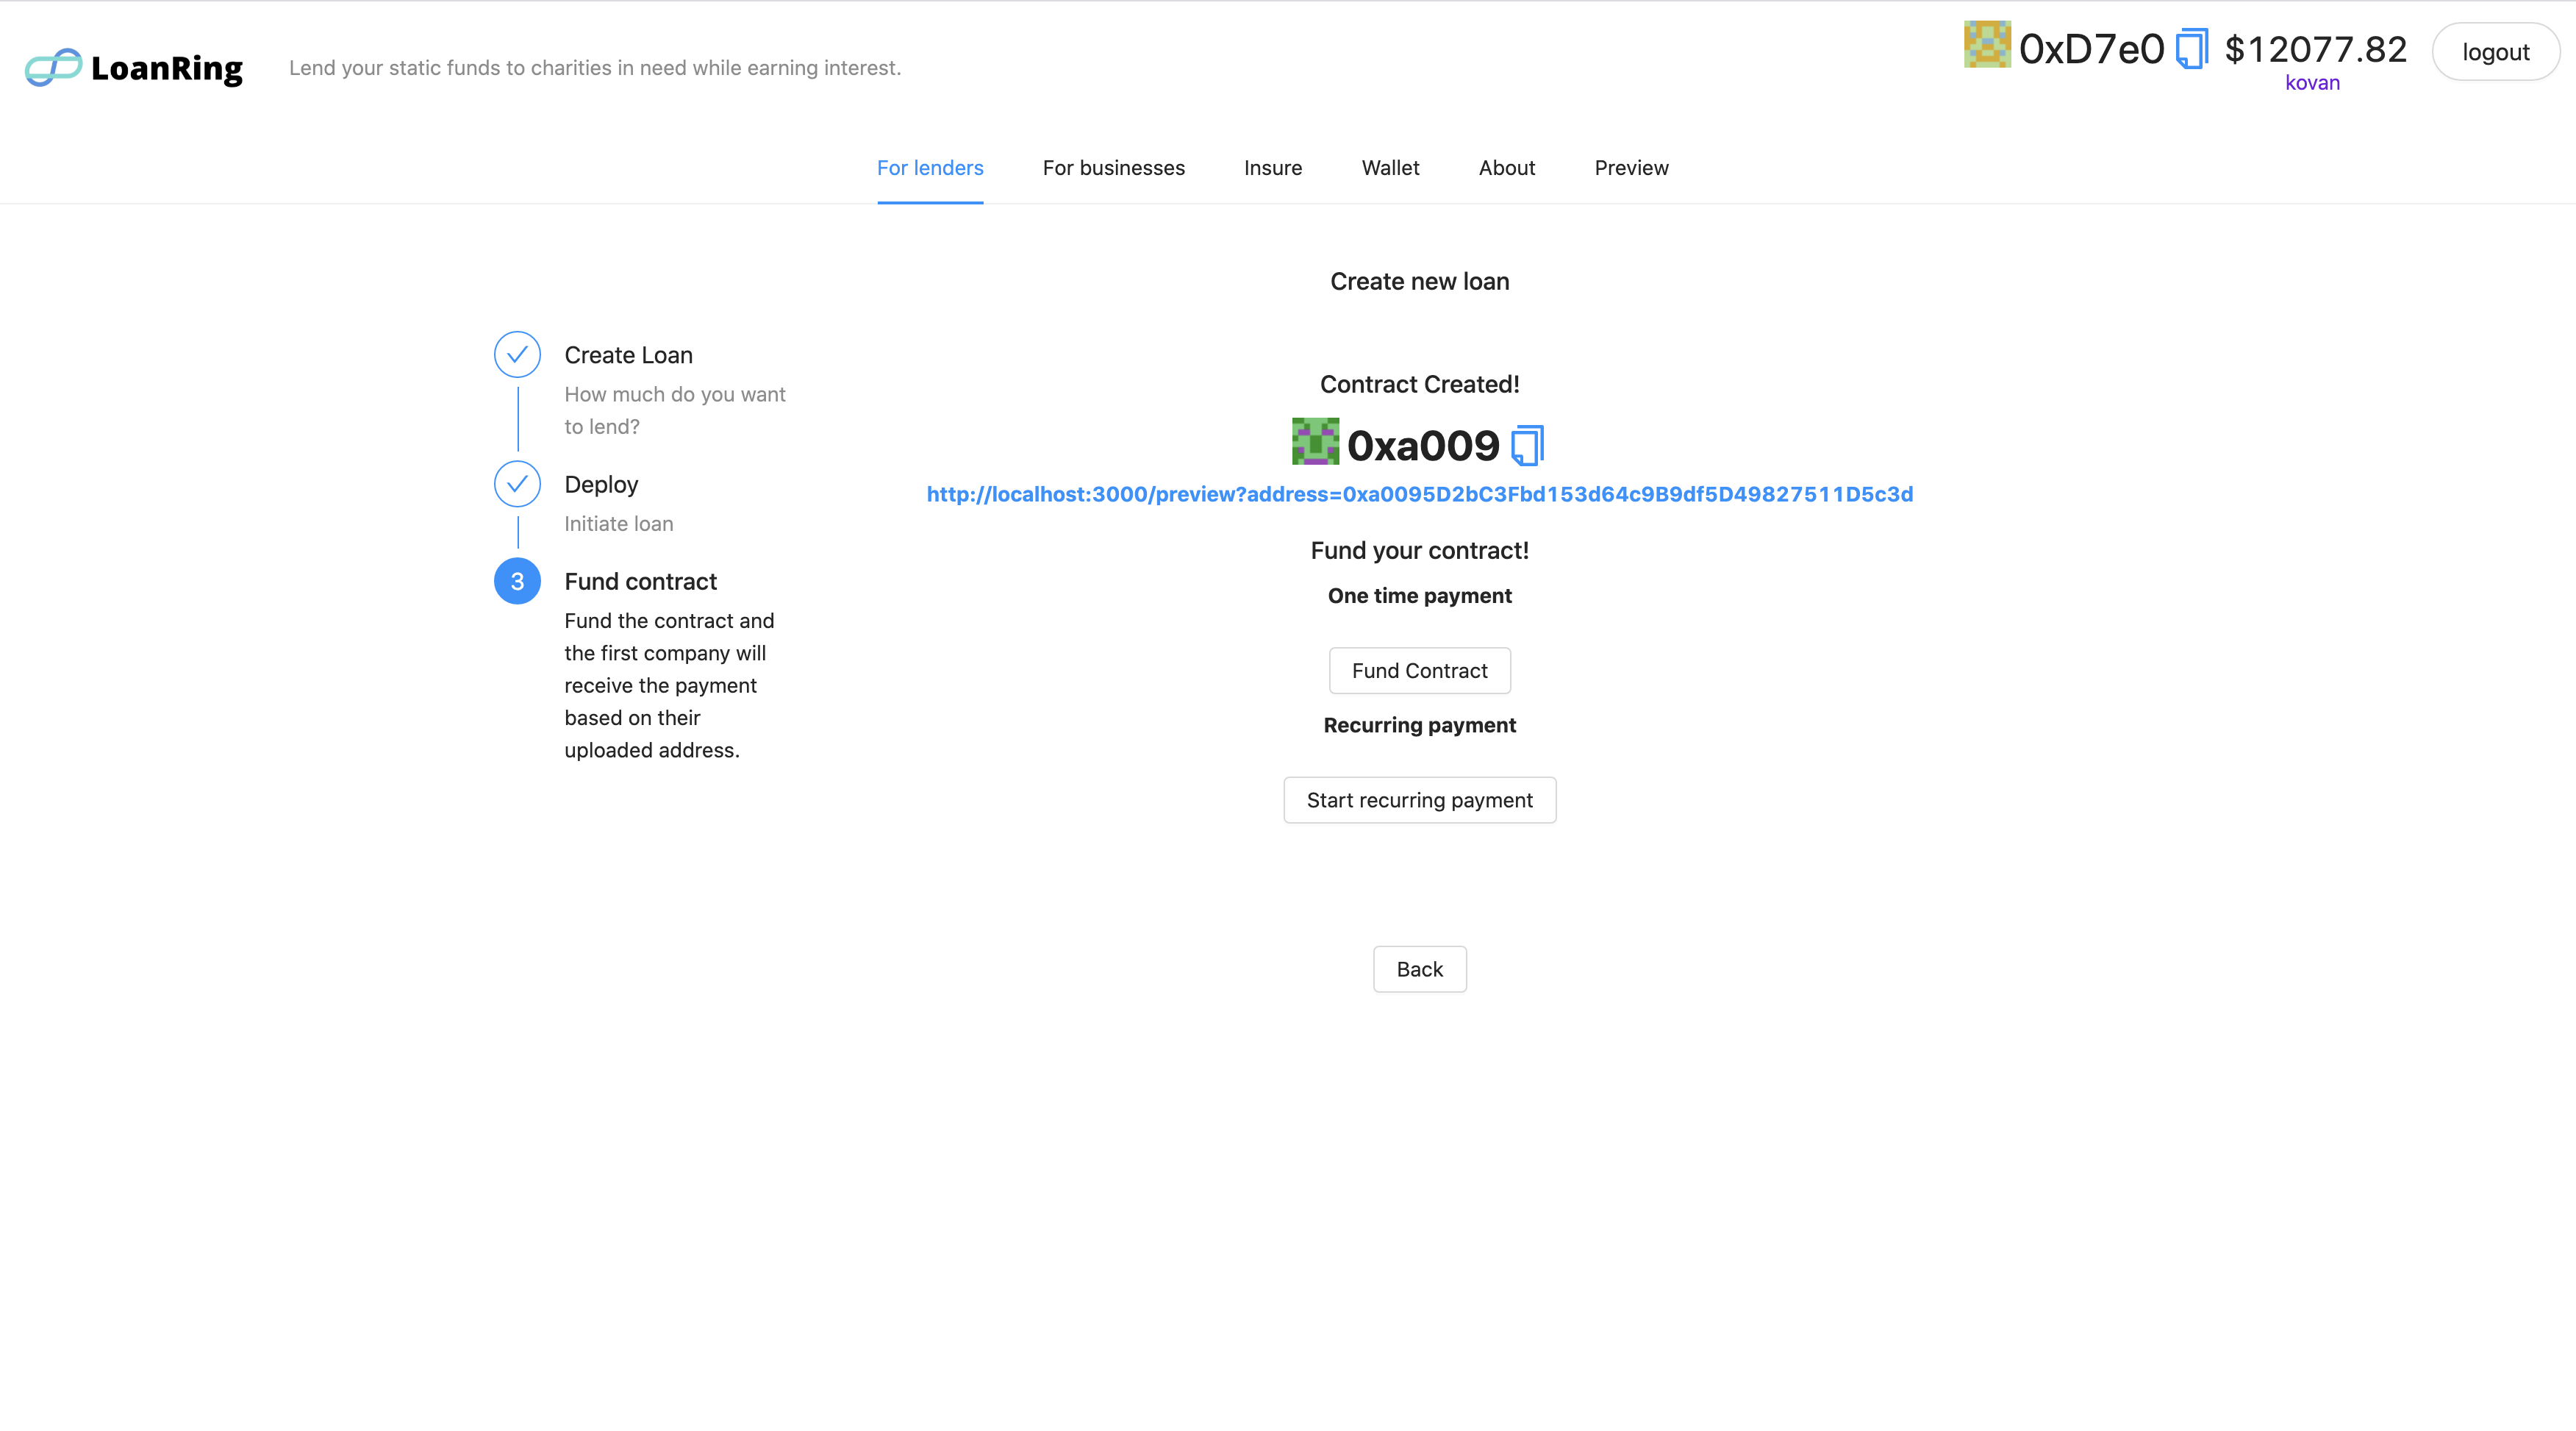 LoanRing
Lend your static funds to charities in need while earning interest.
0xD7e0
$12077.82
kovan
logout
For lenders
For businesses
Insure
Wallet
About
Preview
Create new loan
Create Loan
How much do you want
to lend?
Deploy
Initiate loan
3
Fund contract
Fund the contract and
the first company will
receive the payment
based on their
uploaded address.
Contract Created!
0xa009
http://localhost:3000/preview?address=0xa0095D2bC3Fbd153d64c9B9df5D49827511D5c3d
Fund your contract!
One time payment
Fund Contract
Recurring payment
Start recurring payment
Back